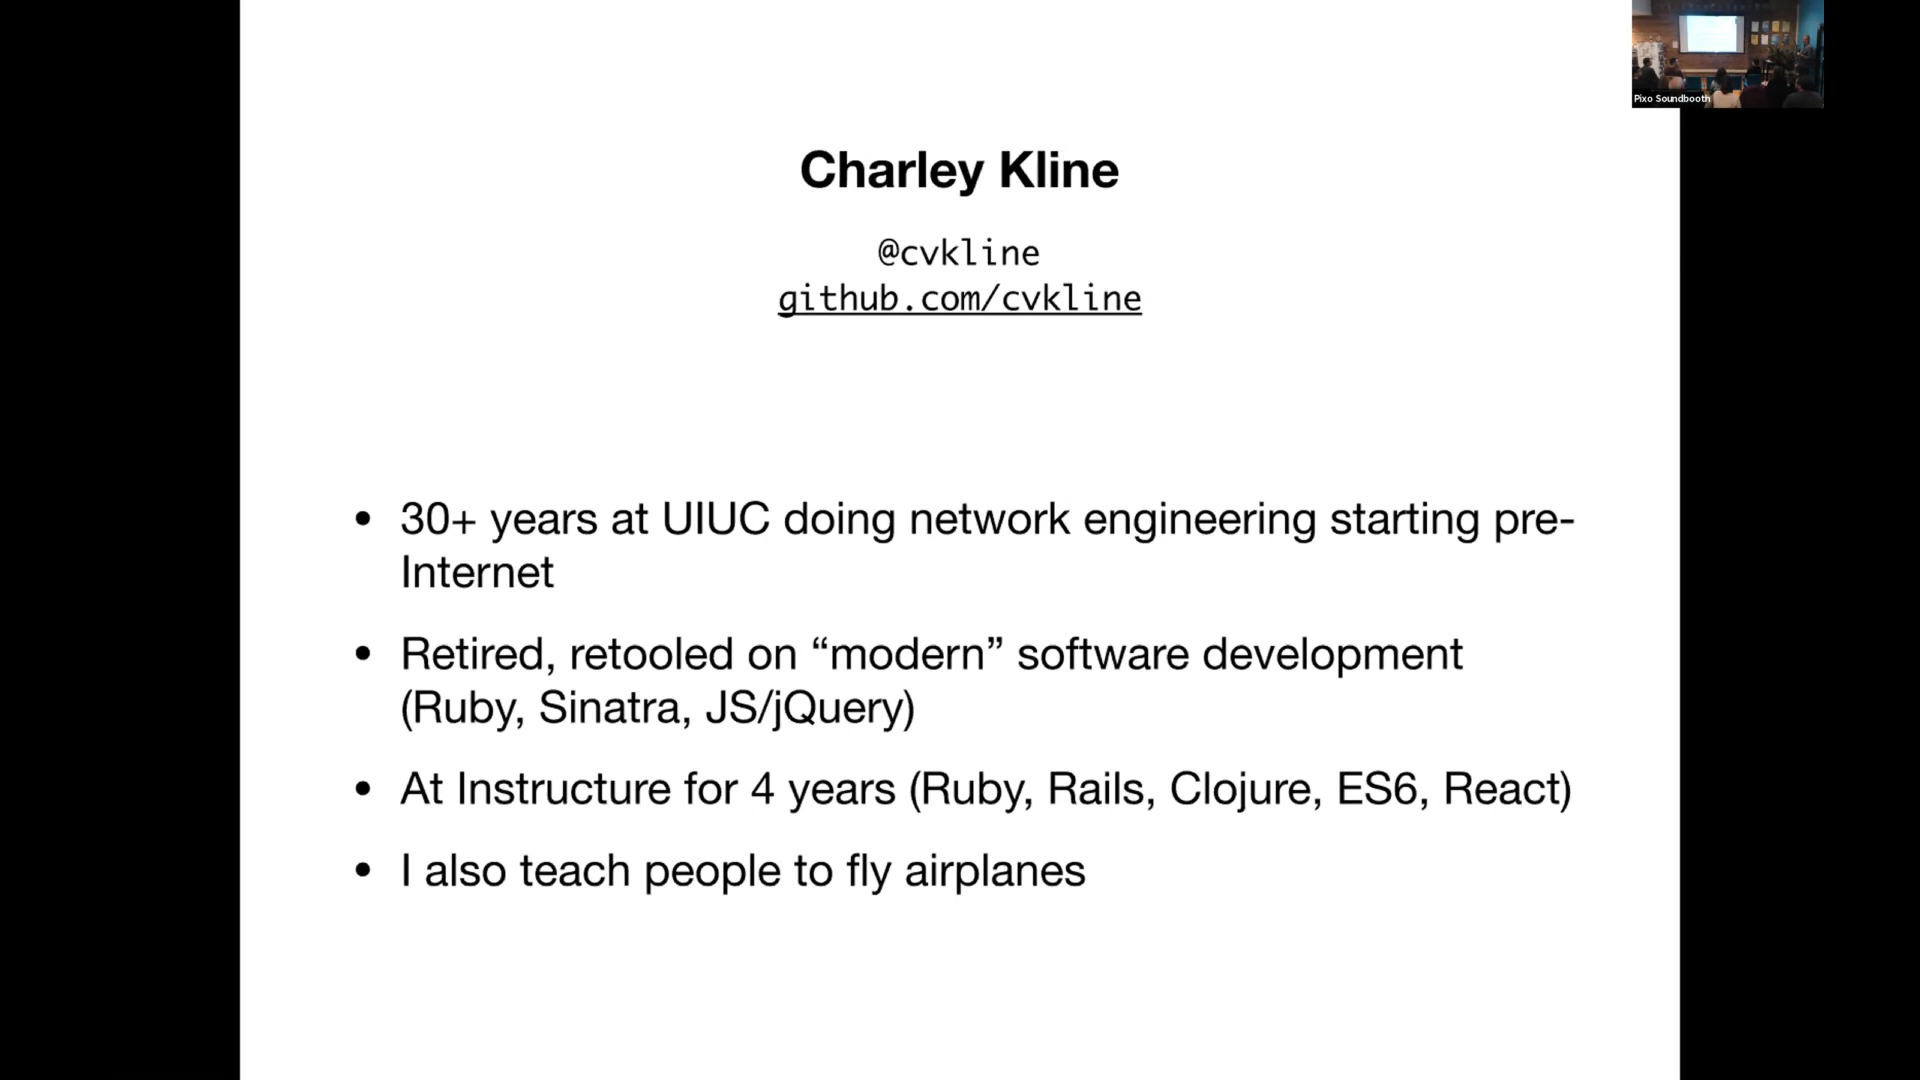 Pixo Soundbooth
Charley Kline
@cvkline
github.com/cvkline
• 30+ years at UIUC doing network engineering starting pre-
Internet
• Retired, retooled on “modern” software development
(Ruby, Sinatra, JS/jQuery)
• At Instructure for 4 years (Ruby, Rails, Clojure, ES6, React)
• I also teach people to fly airplanes